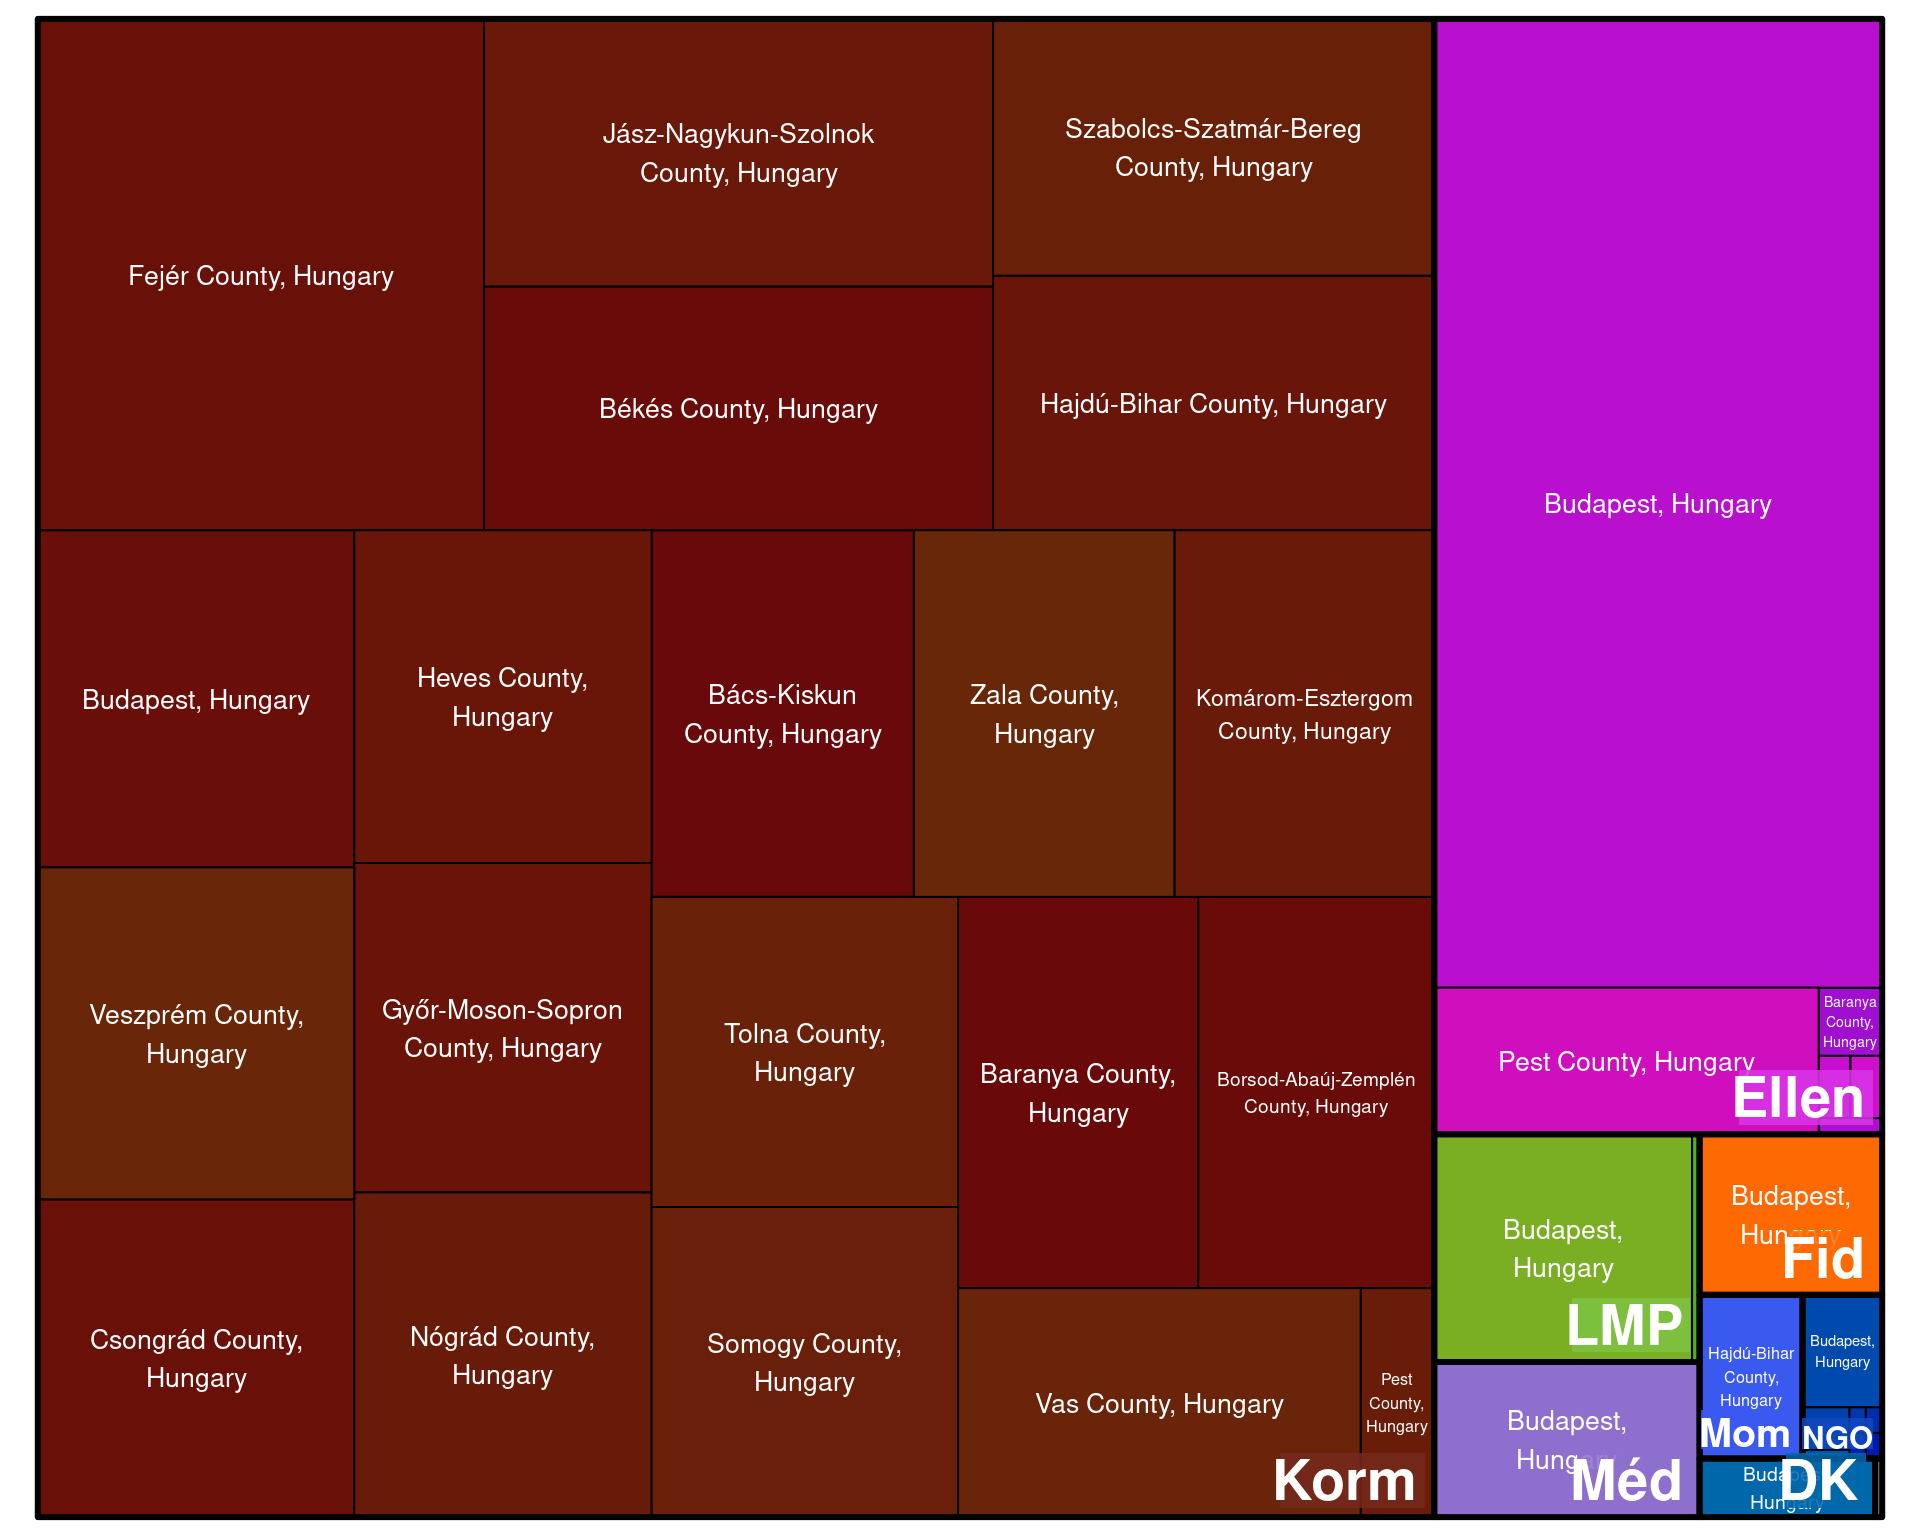 Fejér County, Hungary
Jász-Nagykun-Szolnok
County, Hungary
Szabolcs-Szatmár-Bereg
County, Hungary
Békés County, Hungary
Hajdú-Bihar County, Hungary
Budapest, Hungary
Heves County,
Hungary
Bács-Kiskun
County, Hungary
Zala County,
Hungary
Komárom-Esztergom
County, Hungary
Veszprém County,
Hungary
Győr-Moson-Sopron
County, Hungary
Tolna County,
Hungary
Baranya County,
Hungary
Borsod-Abaúj-Zemplén
County, Hungary
Csongrád County,
Hungary
Nógrád County,
Hungary
Somogy County,
Hungary
Vas County, Hungary
Pest
County,
Hungary
Korm
Budapest, Hungary
Pest County, Hungary
Baranya
County,
Hungary
Ellen
Budapest,
Hungary
LMP
Budapest,
Hungary
Fid
Budapest,
Hungary
Méd
Hajdú-Bihar
County,
Hungary
Mom
Budapest,
Hungary
NGO
Budapest,
Hungary
DK